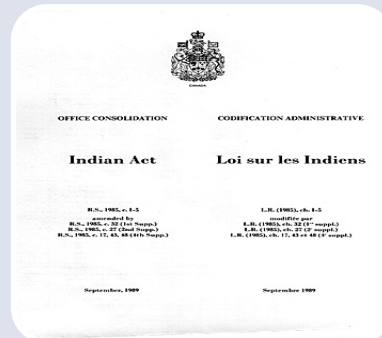 CANADA
OFFICE CONSOLIDATION
Indian Act
R.S., 1985, c. I-5
amended by
R.S., 1985, c. 32 (1st Supp.)
R.S., 1985, c. 27 (2nd Supp.)
R.S., 1985, c. 17, 43, 48 (4th Supp.)
September, 1989
CODIFICATION ADMINISTRATIVE
Loi sur les Indiens
L.R. (1985), ch. I-5
modifiée par
L.R. (1985), ch. 32 (1er suppl.)
L.R. (1985), ch. 27 (2e suppl.)
L.R. (1985), ch. 17, 43 et 48 (4e suppl.)
Septembre 1989